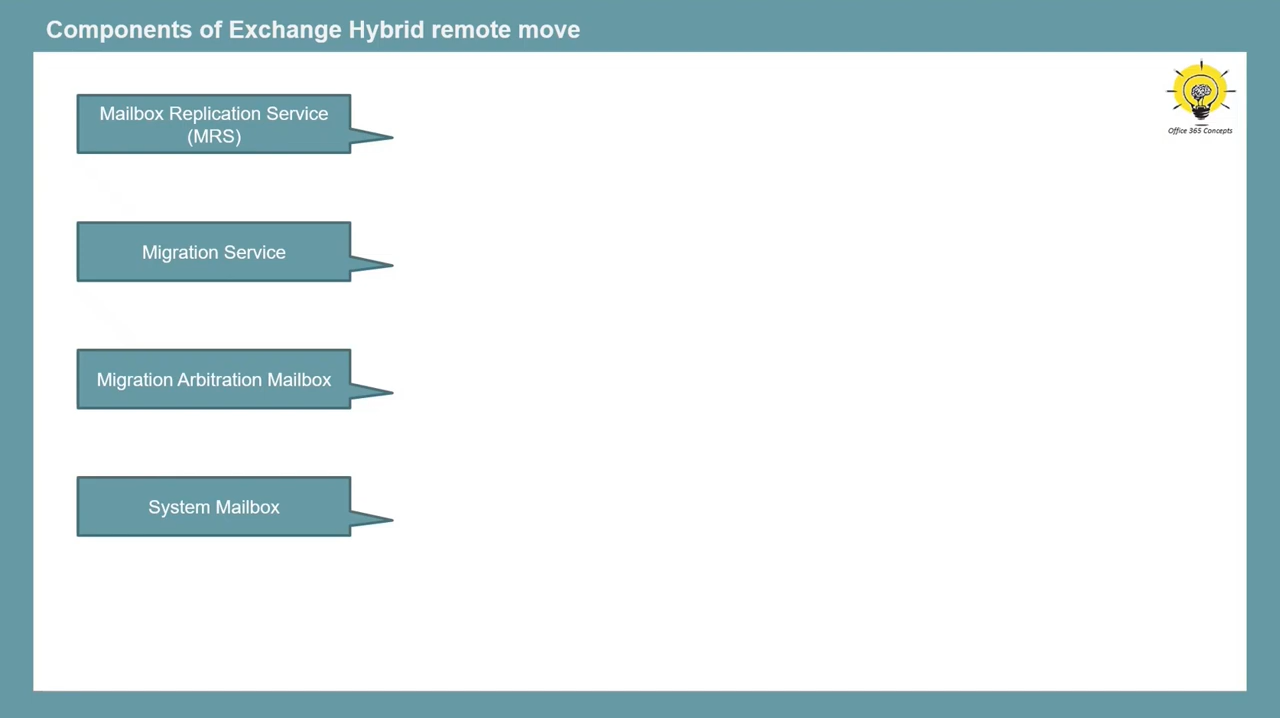 Components of Exchange Hybrid remote move
Mailbox Replication Service
(MRS)
Office 365 Concepts
Migration Service
Migration Arbitration Mailbox
System Mailbox